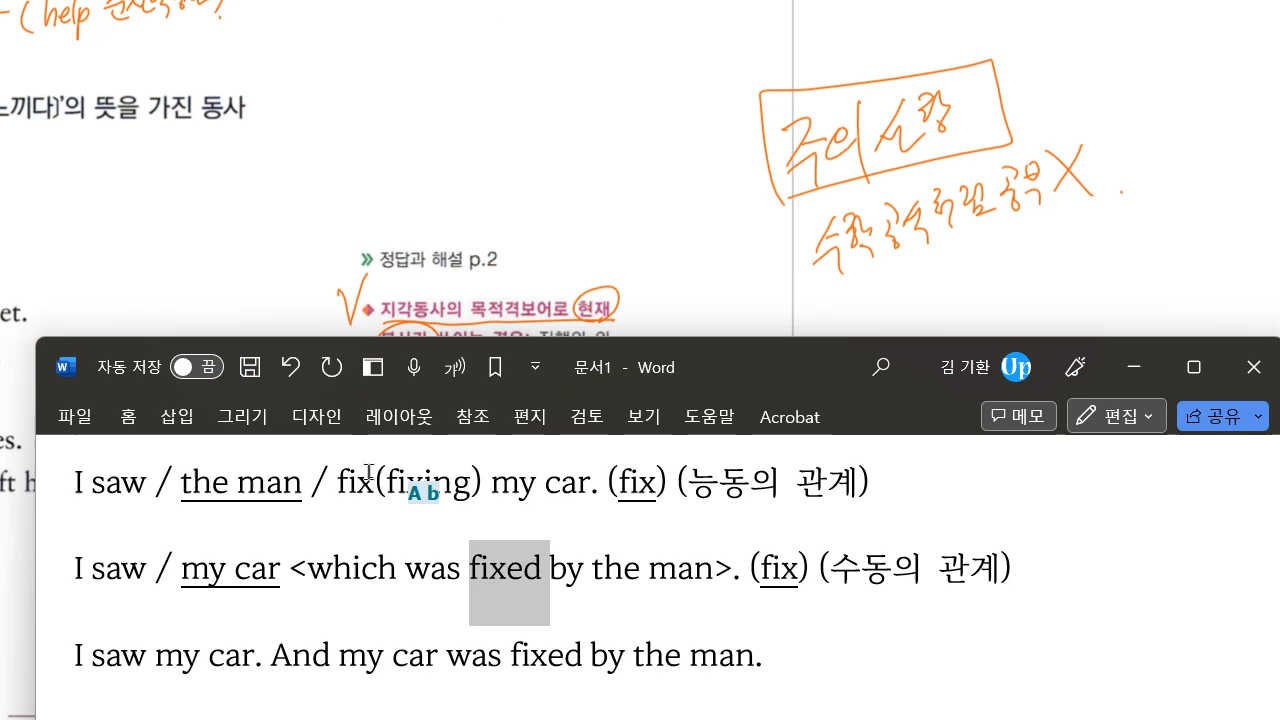 (help
느끼다)'의 뜻을 가진 동사
주의사항
수학공식처럼 공부X.
정답과 해설 p.2
지각동사의 목적격보어로 현재
et.
자동 저장 끔 가)) 문서1 - Word 김 기환 Up
파일 홈 삽입 그리기 디자인 레이아웃 참조 편지 검토 보기 도움말 Acrobat 메모 편집 공유
es.
ft h
I saw / the man / fix(fixing) my car. (fix) (능동의 관계)
A b
I saw / my car <which was fixed by the man>. (fix) (수동의 관계)
I saw my car. And my car was fixed by the man.